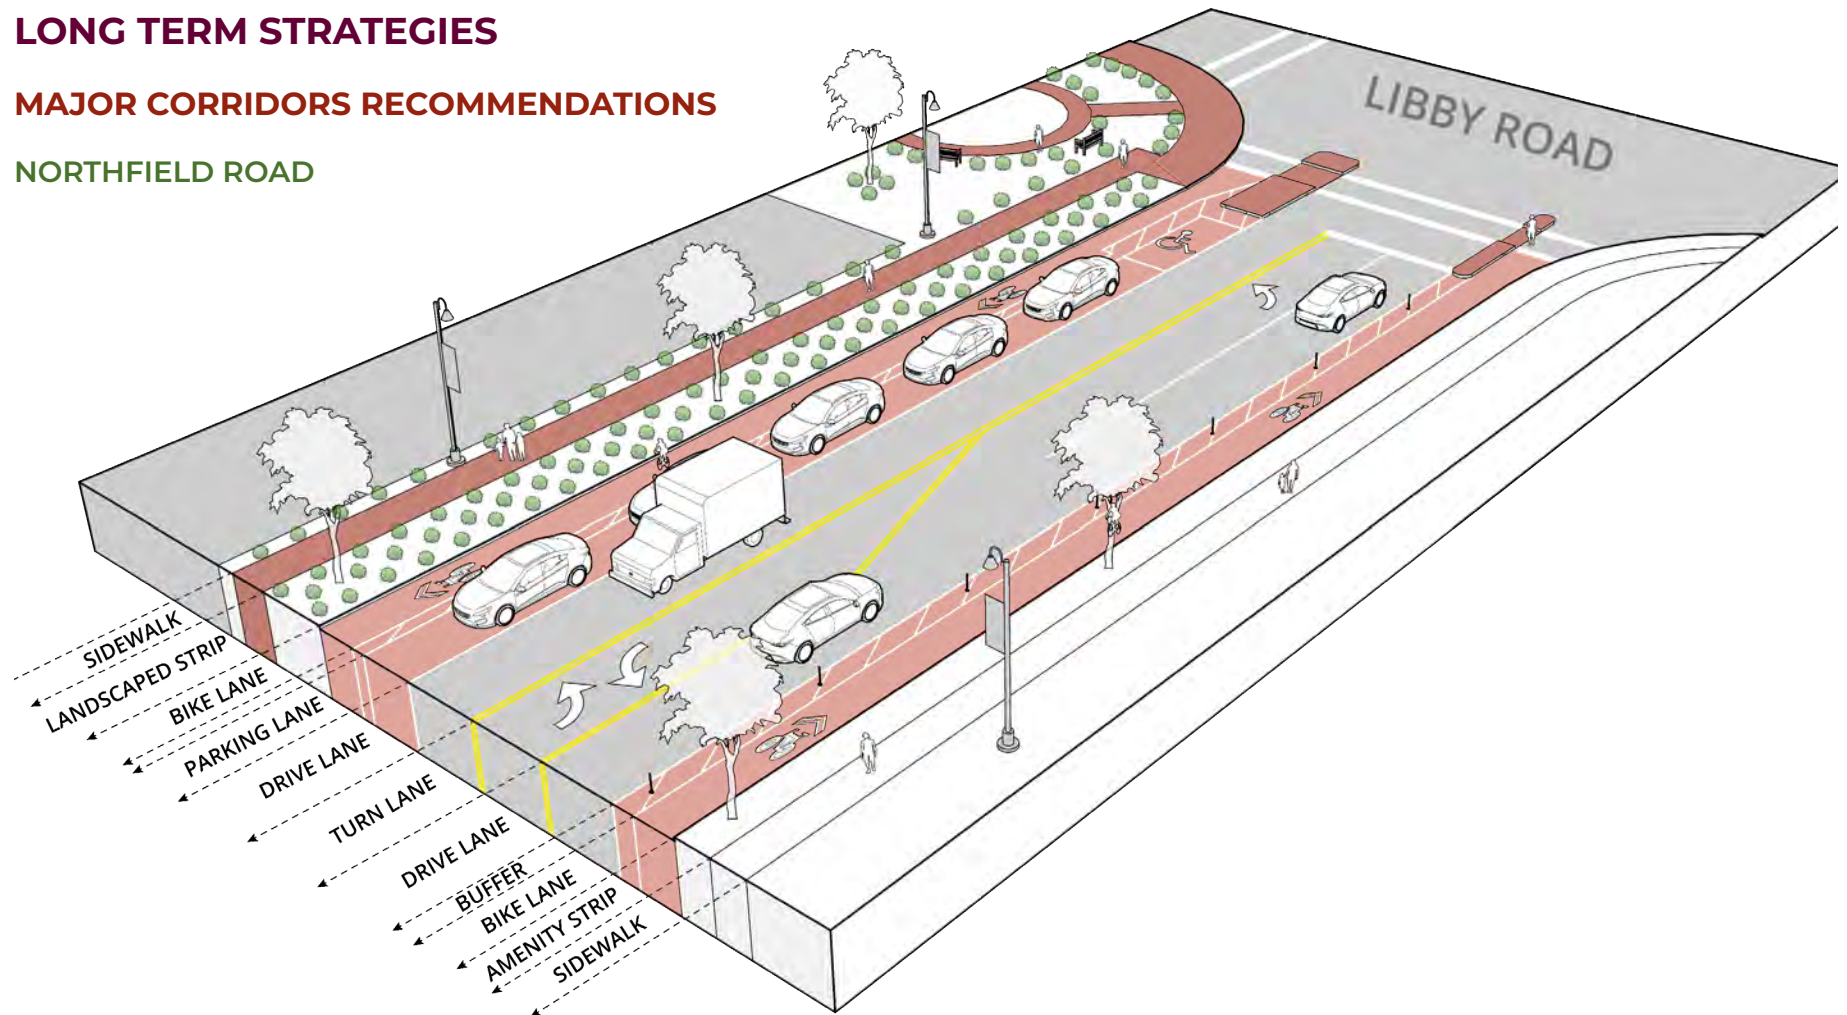 LONG TERM STRATEGIES
MAJOR CORRIDORS RECOMMENDATIONS
NORTHFIELD ROAD
LIBBY ROAD
SIDEWALK
LANDSCAPED STRIP
BIKE LANE
PARKING LANE
DRIVE LANE
TURN LANE
DRIVE LANE
BUFFER
BIKE LANE
AMENITY STRIP
SIDEWALK